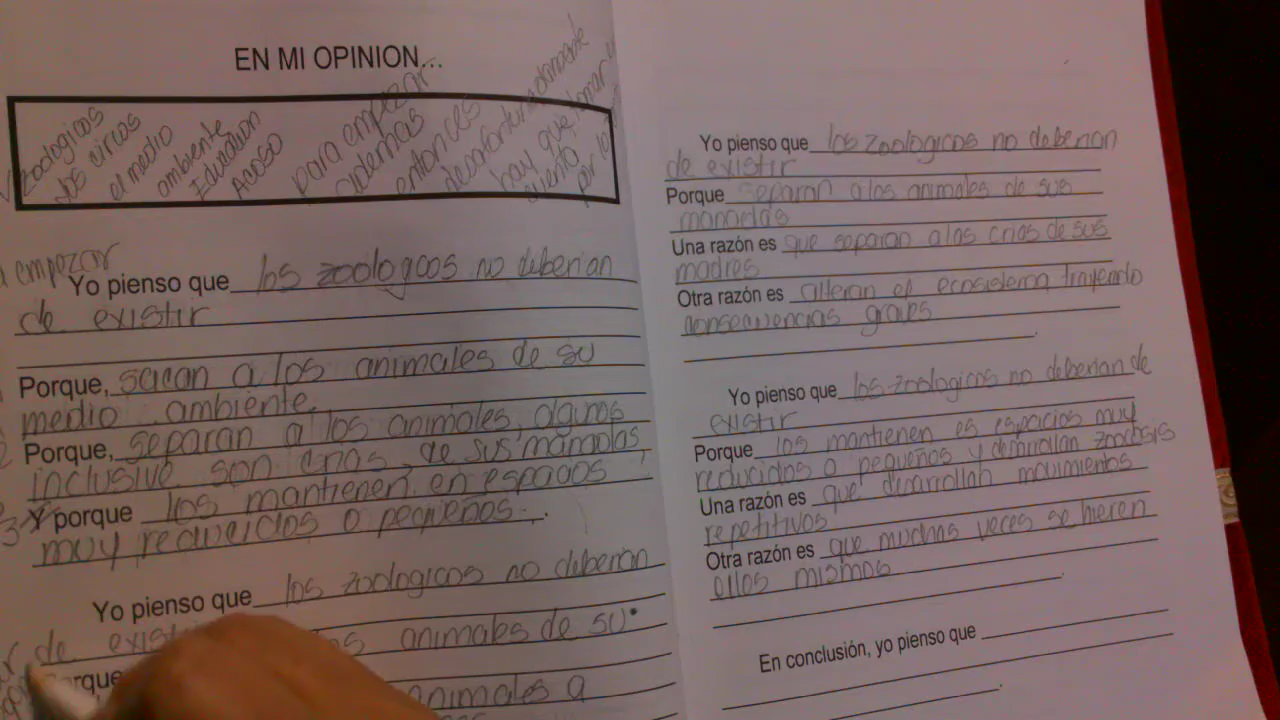 EN MI OPINION...
zoologicos
los circos
el medio
ambiente
Educacion
Acoso
para empezar
ademas
entonces
desafortunadamente
hay que tomar
cuenta
por lo
empezar
Yo pienso que los zoologicos no deberian
de existir
Porque, sacan a los animales de su
medio ambiente,
Porque, separan a los animales, algunos
inclusive son crias, de sus manadas,
3 Y porque los mantienen en espacios
muy reducidos o pequeños.
Yo pienso que los zoologicos no deberian
de animales de su
animales a
Yo pienso que los zoologicos no deberian
de existir
Porque separan a los animales de sus
manadas
Una razón es que separan a las crias de sus
madres
Otra razón es alteran el ecosistema trayendo
consecuencias graves
Yo pienso que los zoologicos no deberian de
existir
Porque los mantienen es espacios muy
reducidos o pequeños y desrrollan zoocosis
Una razón es que desarrollan movimientos
repetitivos
Otra razón es que muchas veces se hieren
ellos mismos
En conclusión, yo pienso que